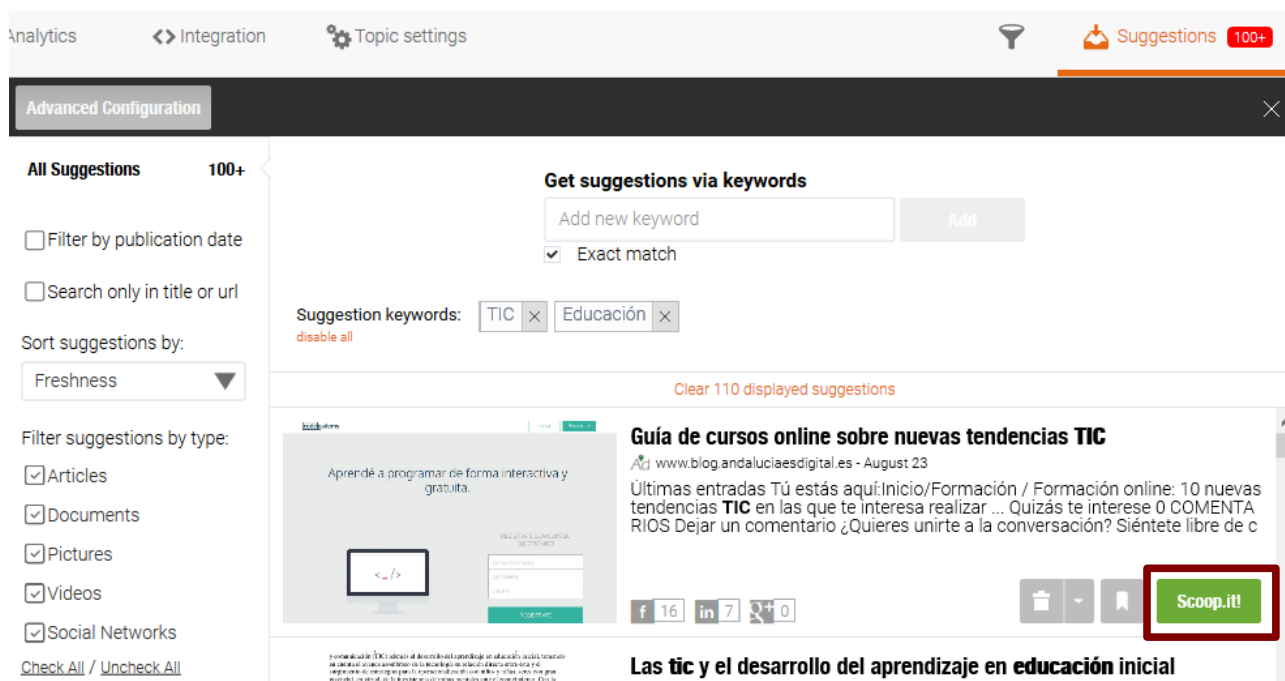 Analytics
<> Integration
Topic settings
Suggestions 100+
Advanced Configuration
All Suggestions 100+
Filter by publication date
Search only in title or url
Sort suggestions by:
Freshness
Filter suggestions by type:
Articles
Documents
Pictures
Videos
Social Networks
Check All / Uncheck All
Get suggestions via keywords
Add new keyword
Add
Exact match
Suggestion keywords: TIC × Educación ×
disable all
Clear 110 displayed suggestions
Aprendé a programar de forma interactiva y
gratuita.
<_/>
Guía de cursos online sobre nuevas tendencias TIC
www.blog.andaluciaesdigital.es - August 23
Últimas entradas Tú estás aquí:Inicio/Formación / Formación online: 10 nuevas
tendencias TIC en las que te interesa realizar ... Quizás te interese 0 COMENTA
RIOS Dejar un comentario ¿Quieres unirte a la conversación? Siéntete libre de c
f 16 in 7 g+ 0
Scoop.it!
Las tic y el desarrollo del aprendizaje en educación inicial